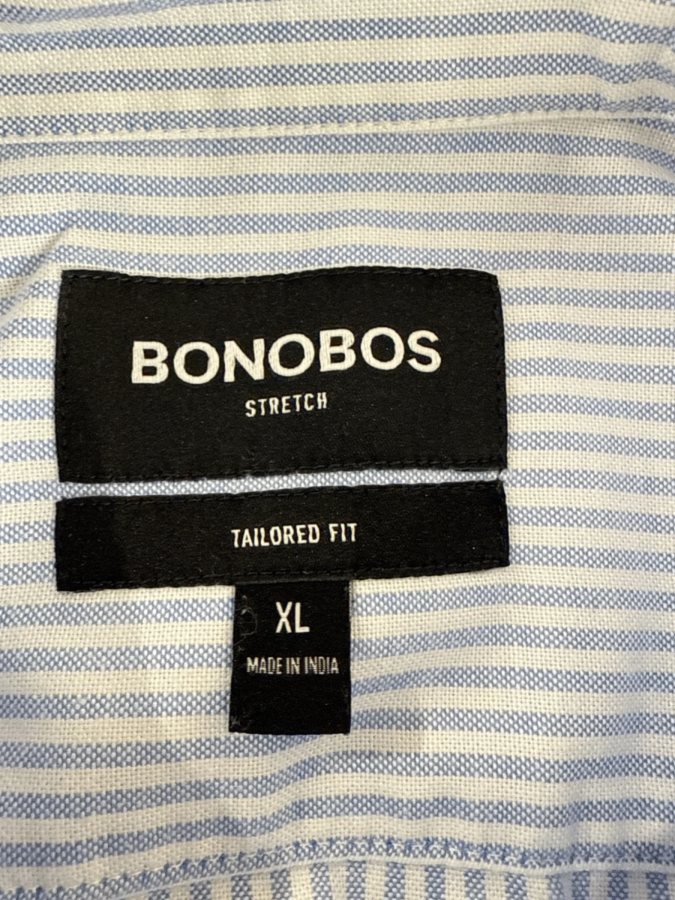 BONOBOS
STRETCH
TAILORED FIT
XL
MADE IN INDIA